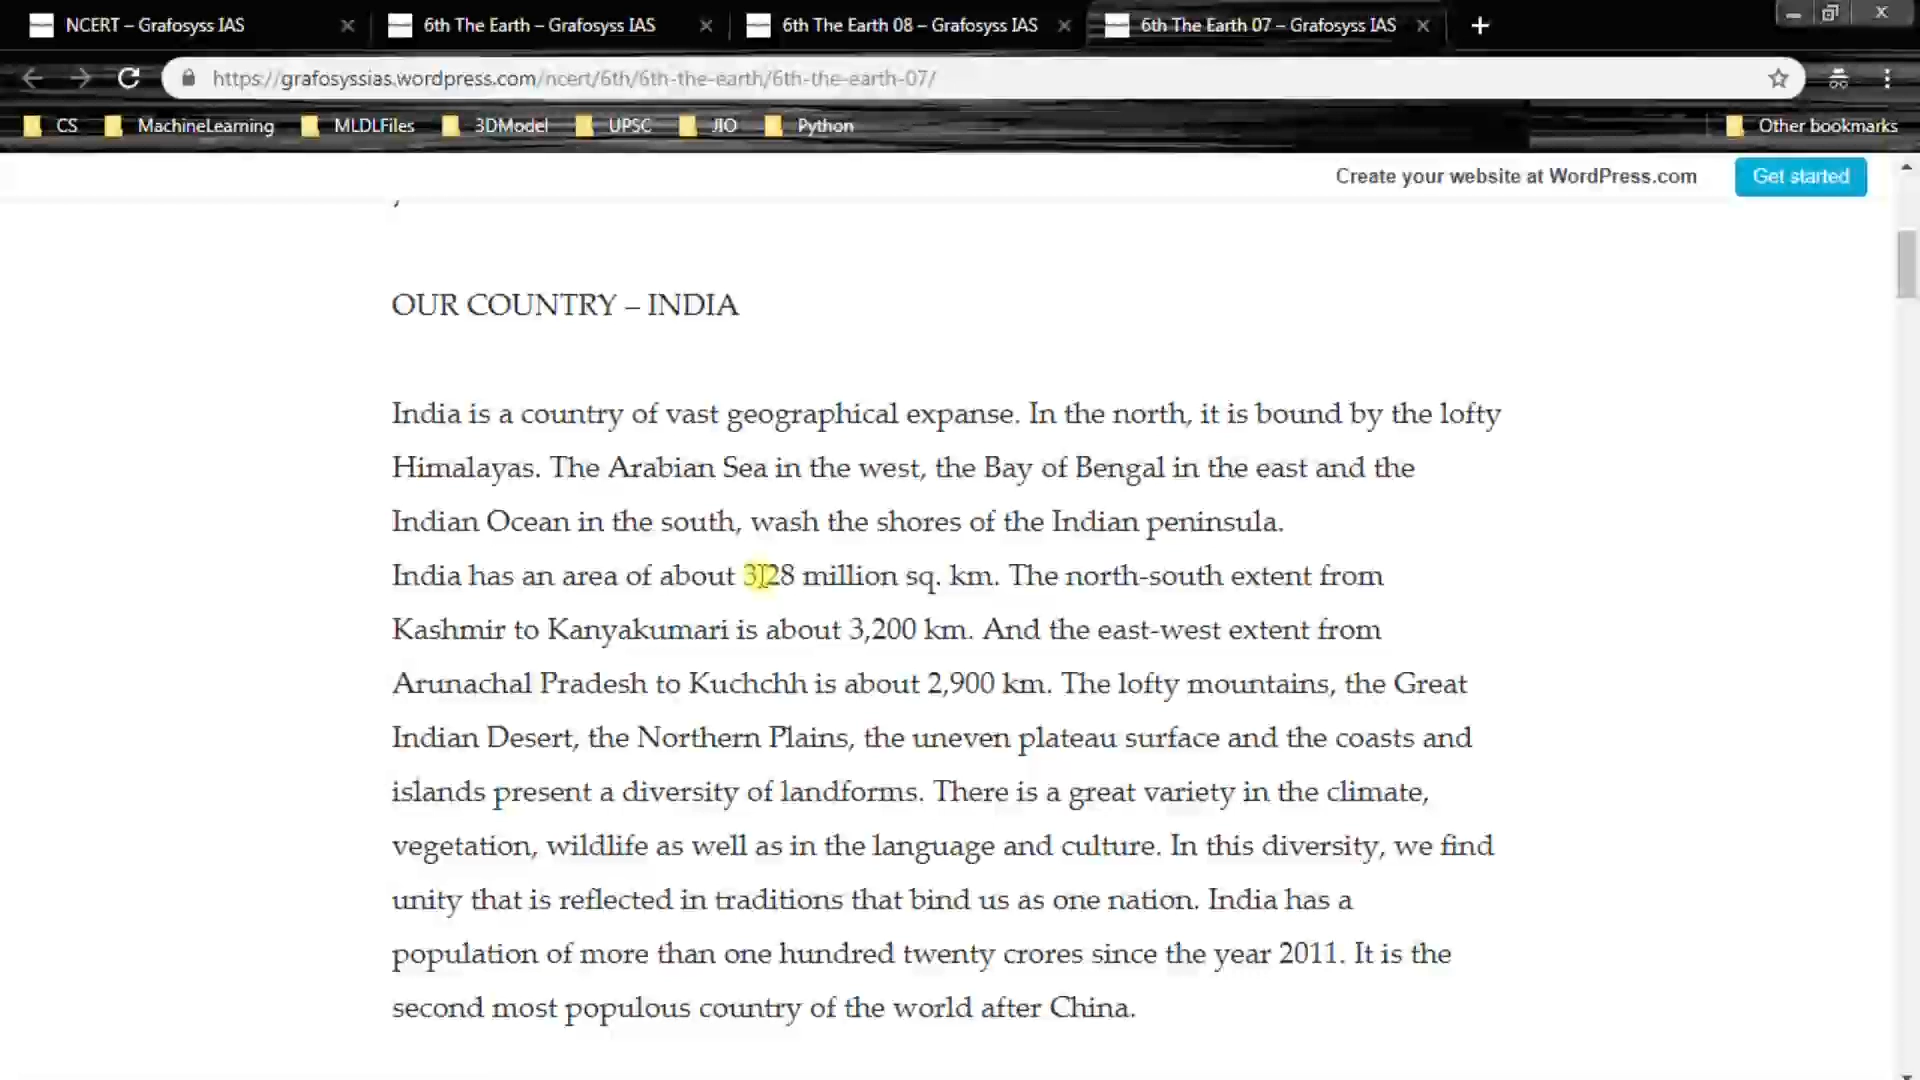 NCERT – Grafosyss IAS
6th The Earth – Grafosyss IAS
6th The Earth 08 – Grafosyss IAS
6th The Earth 07 – Grafosyss IAS
https://grafosyssias.wordpress.com/ncert/6th/6th-the-earth/6th-the-earth-07/
CS MachineLearning MLDLFiles 3DModel UPSC JIO Python Other bookmarks
Create your website at WordPress.com Get started
OUR COUNTRY – INDIA
India is a country of vast geographical expanse. In the north, it is bound by the lofty
Himalayas. The Arabian Sea in the west, the Bay of Bengal in the east and the
Indian Ocean in the south, wash the shores of the Indian peninsula.
India has an area of about 3.28 million sq. km. The north-south extent from
Kashmir to Kanyakumari is about 3,200 km. And the east-west extent from
Arunachal Pradesh to Kuchchh is about 2,900 km. The lofty mountains, the Great
Indian Desert, the Northern Plains, the uneven plateau surface and the coasts and
islands present a diversity of landforms. There is a great variety in the climate,
vegetation, wildlife as well as in the language and culture. In this diversity, we find
unity that is reflected in traditions that bind us as one nation. India has a
population of more than one hundred twenty crores since the year 2011. It is the
second most populous country of the world after China.